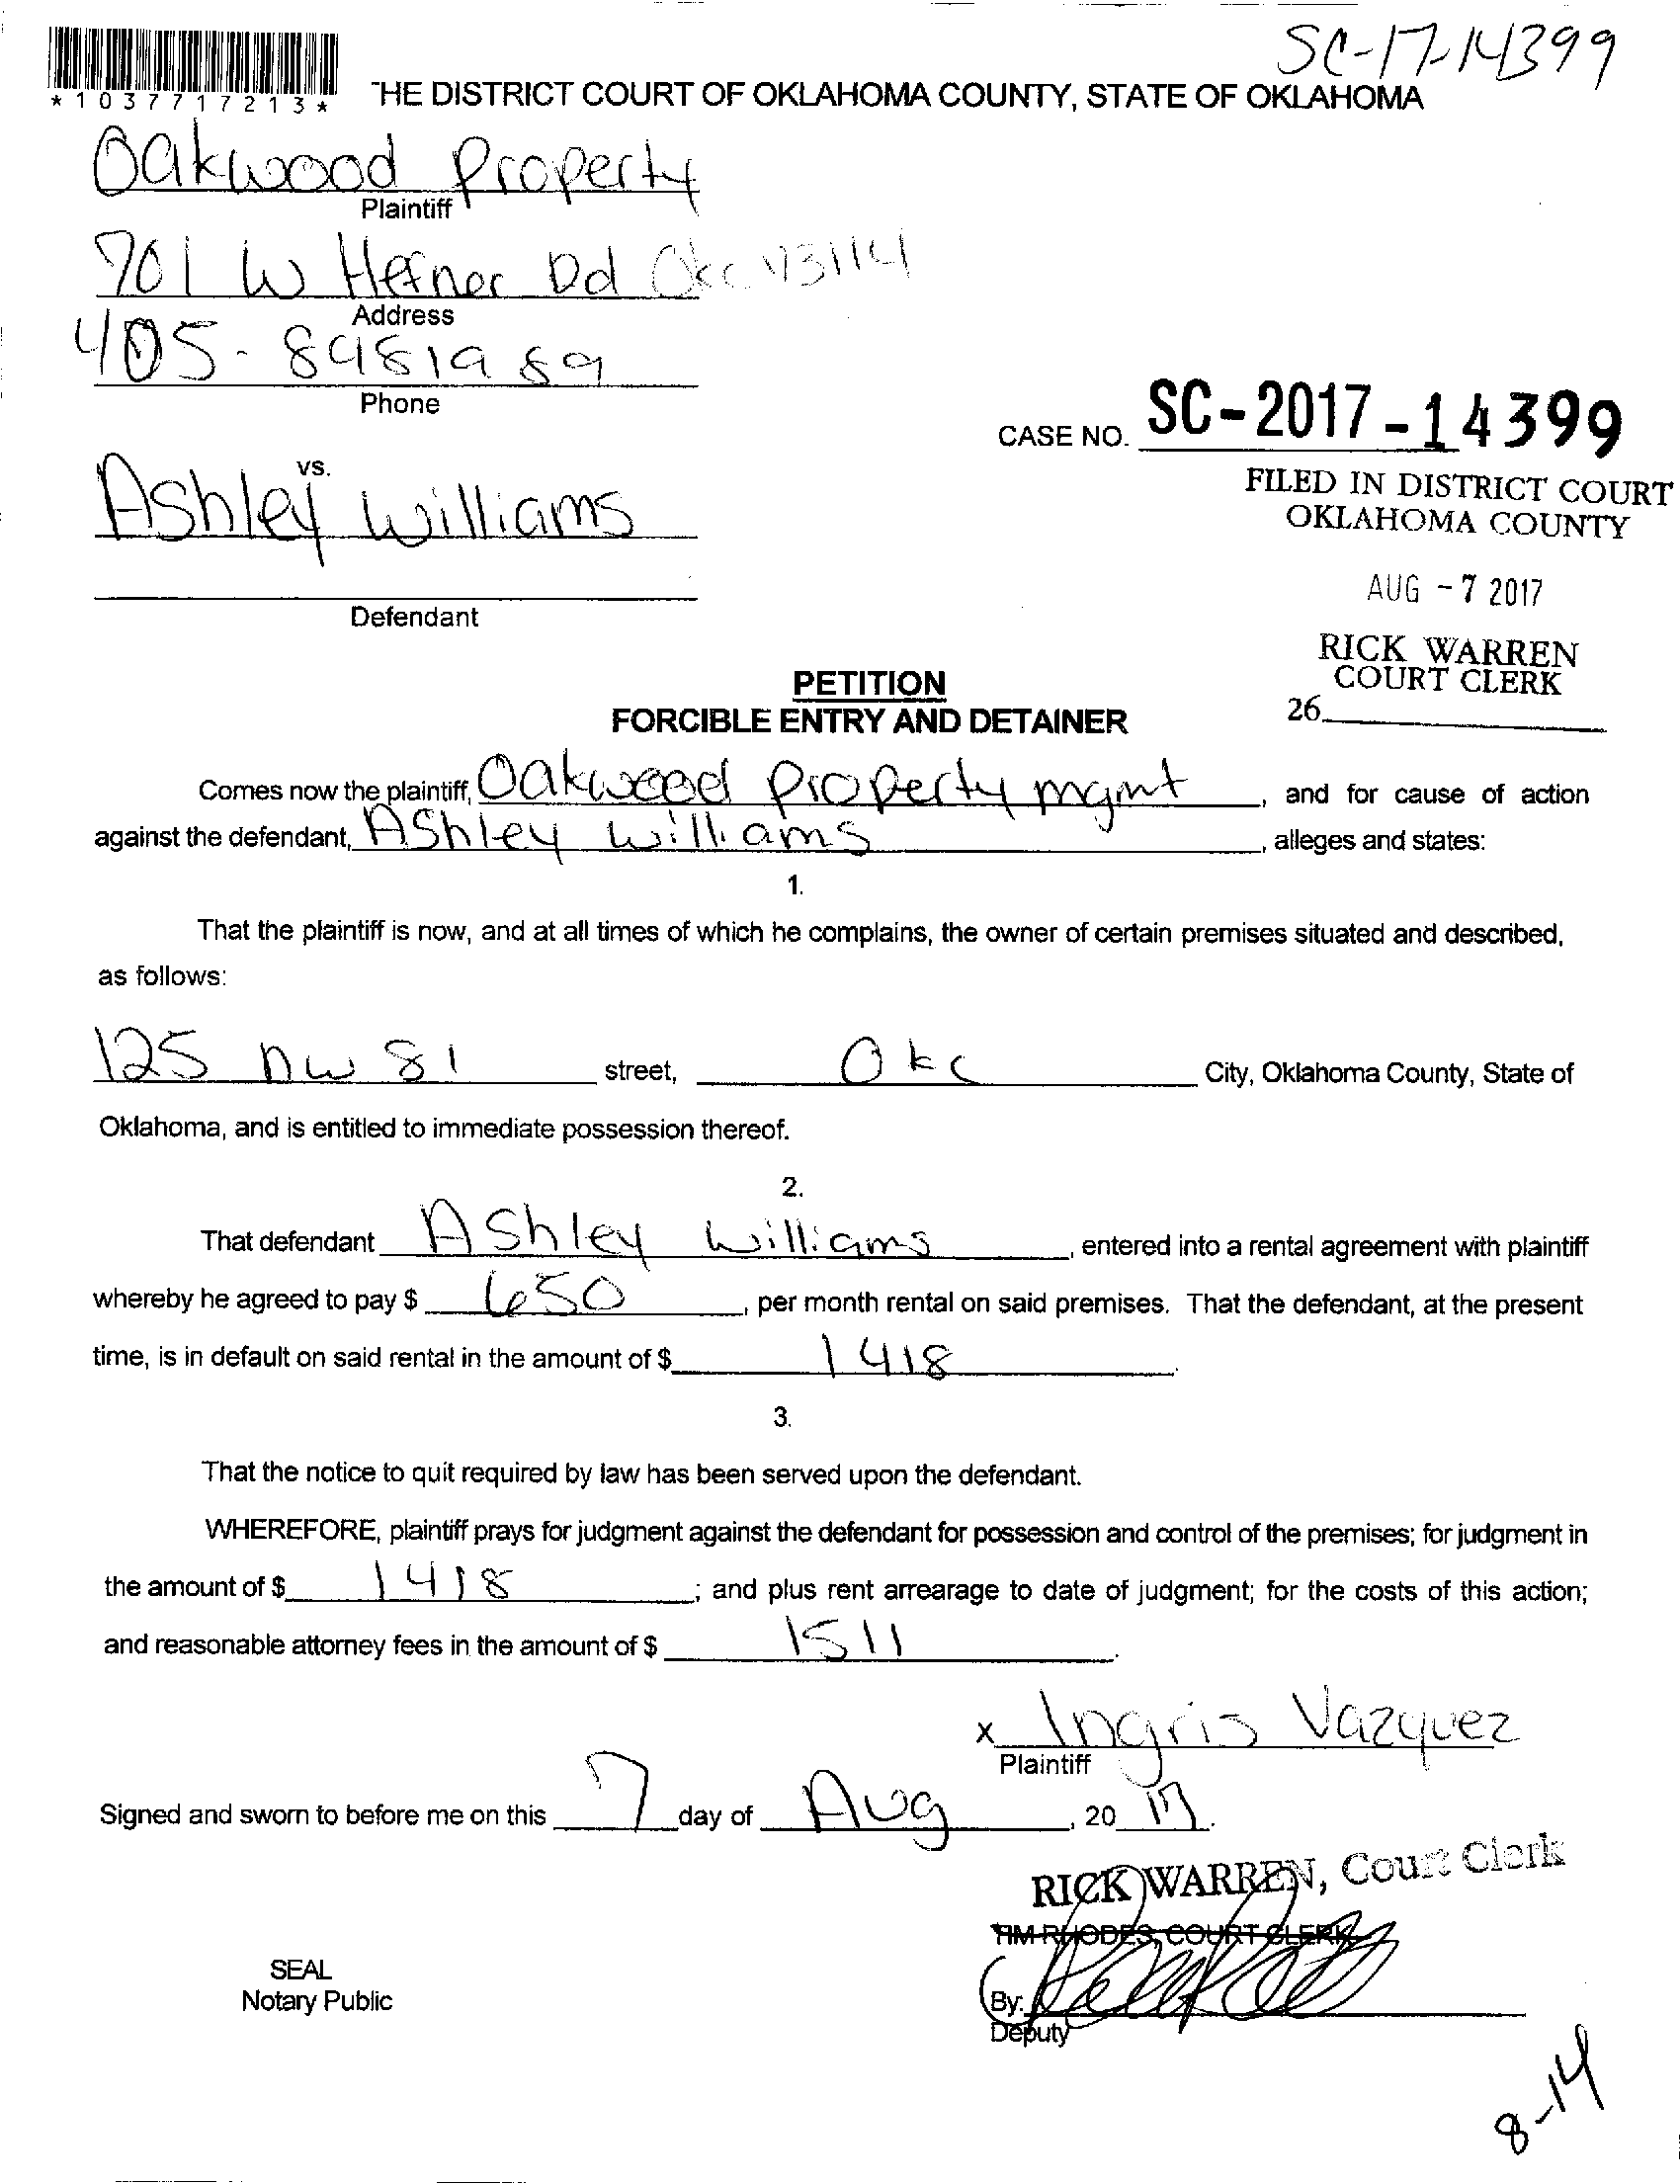 SC-17-14399
*1037717213*
THE DISTRICT COURT OF OKLAHOMA COUNTY, STATE OF OKLAHOMA
Oakwood Property
Plaintiff
701 W Hefner Rd Okc 73114
Address
405-8481989
Phone
vs.
CASE NO. SC-2017-14399
Ashley Williams
FILED IN DISTRICT COURT
OKLAHOMA COUNTY
AUG -7 2017
Defendant
RICK WARREN
COURT CLERK
26
PETITION
FORCIBLE ENTRY AND DETAINER
Comes now the plaintiff, Oakwood Property mgmt, and for cause of action
against the defendant, Ashley Williams, alleges and states:
1.
That the plaintiff is now, and at all times of which he complains, the owner of certain premises situated and described,
as follows:
125 NW 81 street, Okc City, Oklahoma County, State of
Oklahoma, and is entitled to immediate possession thereof.
2.
That defendant Ashley Williams, entered into a rental agreement with plaintiff
whereby he agreed to pay $ 650, per month rental on said premises. That the defendant, at the present
time, is in default on said rental in the amount of $ 1418.
3.
That the notice to quit required by law has been served upon the defendant.
WHEREFORE, plaintiff prays for judgment against the defendant for possession and control of the premises; for judgment in
the amount of $ 1418; and plus rent arrearage to date of judgment; for the costs of this action;
and reasonable attorney fees in the amount of $ 1511.
X Ingris Vazquez
Plaintiff
Signed and sworn to before me on this 7 day of Aug, 2017.
RICK WARREN, Court Clerk
TIM RHODES, COURT CLERK
SEAL
Notary Public
By:
Deputy
8-14